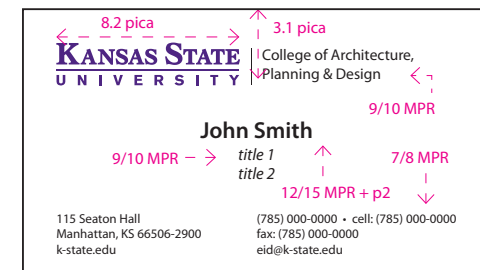 8.2 pica
3.1 pica
KANSAS STATE
UNIVERSITY
College of Architecture,
Planning & Design
9/10 MPR
John Smith
9/10 MPR
title 1
title 2
7/8 MPR
12/15 MPR + p2
115 Seaton Hall
Manhattan, KS 66506-2900
k-state.edu
(785) 000-0000 • cell: (785) 000-0000
fax: (785) 000-0000
eid@k-state.edu